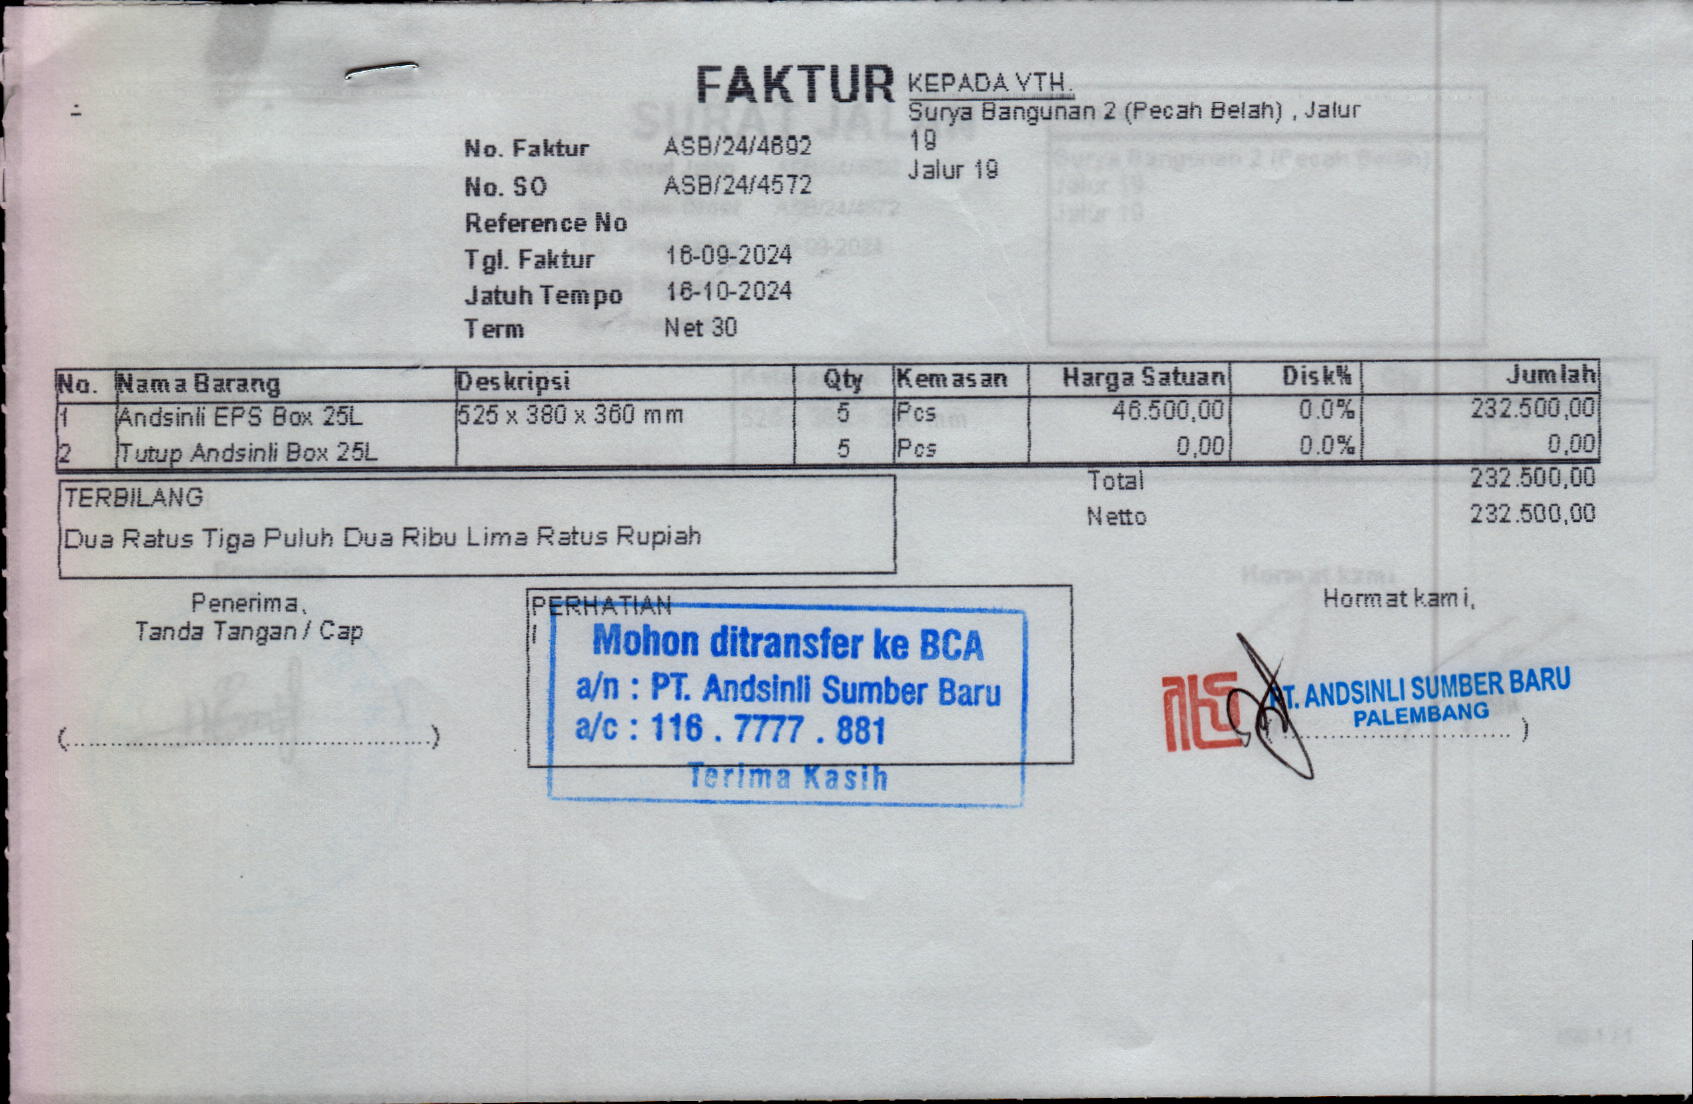 FAKTUR
KEPADA YTH.
Surya Bangunan 2 (Pecah Belah) , Jalur
19
Jalur 19
No. Faktur ASB/24/4692
No. SO ASB/24/4572
Reference No
Tgl. Faktur 16-09-2024
Jatuh Tempo 16-10-2024
Term Net 30
No. Nama Barang Deskripsi Qty Kemasan Harga Satuan Disk% Jumlah
1 Andsinli EPS Box 25L 525 x 380 x 360 mm 5 Pcs 46.500,00 0.0% 232.500,00
2 Tutup Andsinli Box 25L 5 Pcs 0,00 0.0% 0,00
Total 232.500,00
Netto 232.500,00
TERBILANG
Dua Ratus Tiga Puluh Dua Ribu Lima Ratus Rupiah
Penerima,
Tanda Tangan / Cap
(....................................................)
PERHATIAN
Mohon ditransfer ke BCA
a/n : PT. Andsinli Sumber Baru
a/c : 116 . 7777 . 881
Terima Kasih
Hormat kami,
PT. ANDSINLI SUMBER BARU
PALEMBANG